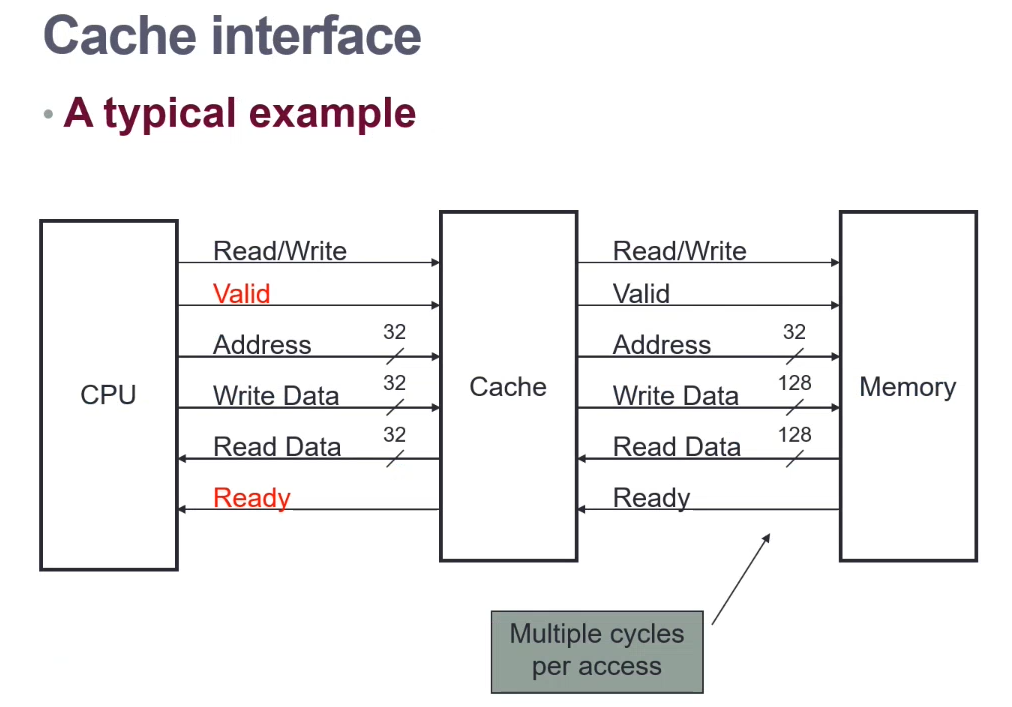 Cache interface
• A typical example
Read/Write
Valid
Address
32
Write Data
32
Read Data
32
Ready
CPU
Cache
Read/Write
Valid
Address
32
Write Data
128
Read Data
128
Ready
Memory
Multiple cycles
per access